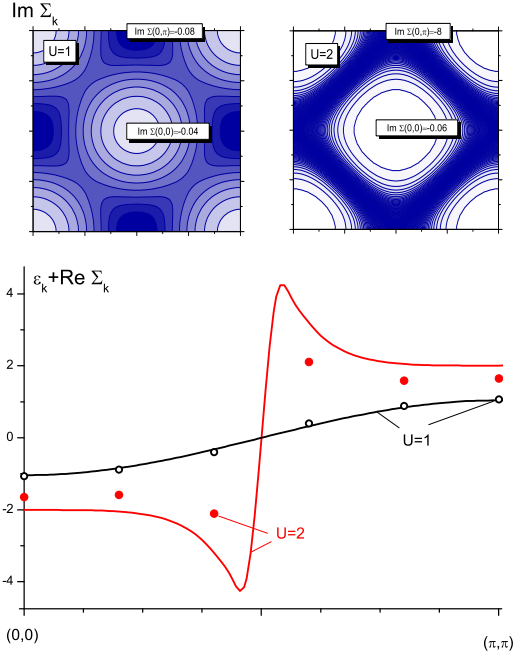 Im Σk
Im Σ(0,π)=-0.08
U=1
Im Σ(0,0)=-0.04
Im Σ(0,π)=-8
U=2
Im Σ(0,0)=-0.06
εk+Re Σk
4
2
0
-2
-4
U=1
U=2
(0,0)
(π,π)